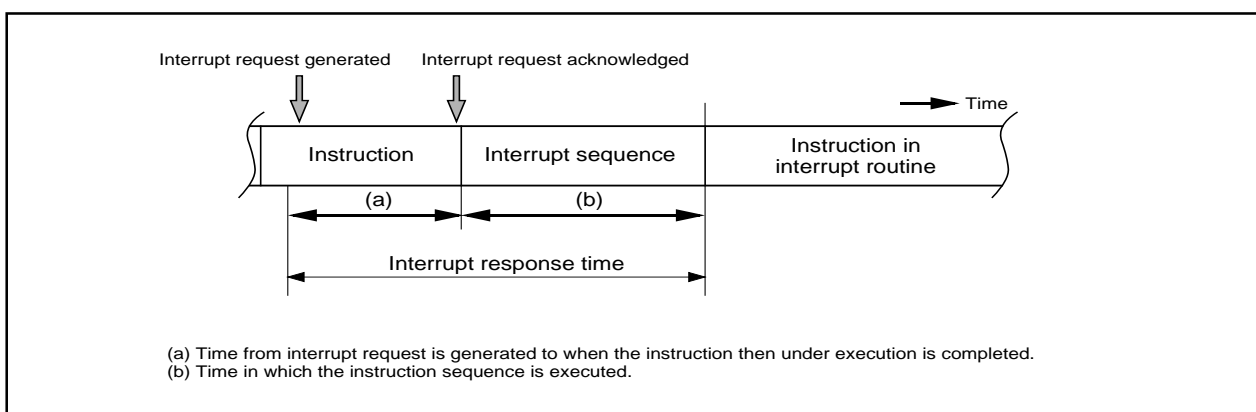 Interrupt request generated
Interrupt request acknowledged
Time
Instruction
Interrupt sequence
Instruction in
interrupt routine
(a)
(b)
Interrupt response time
(a) Time from interrupt request is generated to when the instruction then under execution is completed.
(b) Time in which the instruction sequence is executed.